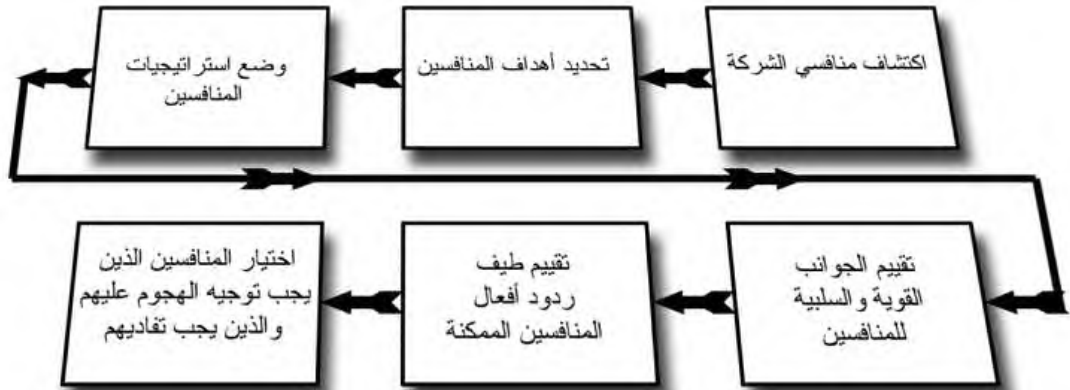 اكتشاف منافسي الشركة
تحديد أهداف المنافسين
وضع استراتيجيات
المنافسين
تقييم الجوانب
القوية والسلبية
للمنافسين
تقييم طيف
ردود أفعال
المنافسين الممكنة
اختيار المنافسين الذين
يجب توجيه الهجوم عليهم
والذين يجب تفاديهم